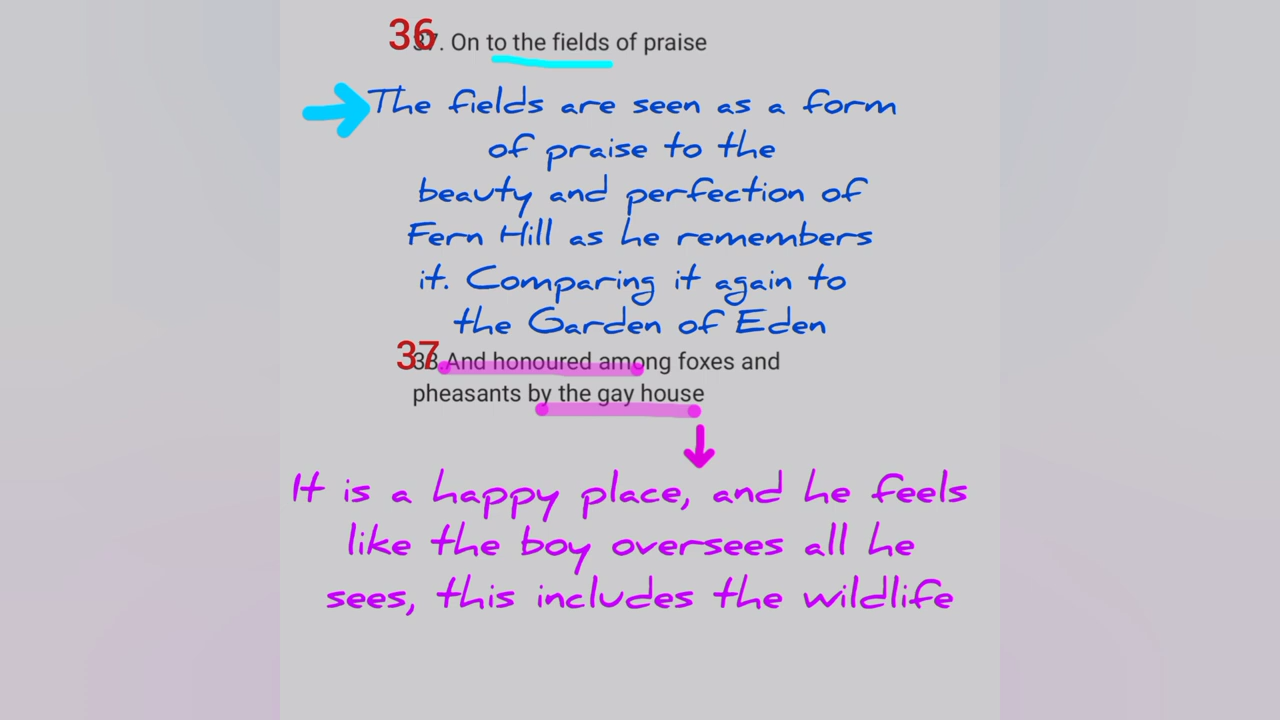 36
37. On to the fields of praise
The fields are seen as a form
of praise to the
beauty and perfection of
Fern Hill as he remembers
it. Comparing it again to
the Garden of Eden
37
38. And honoured among foxes and
pheasants by the gay house
It is a happy place, and he feels
like the boy oversees all he
sees, this includes the wildlife